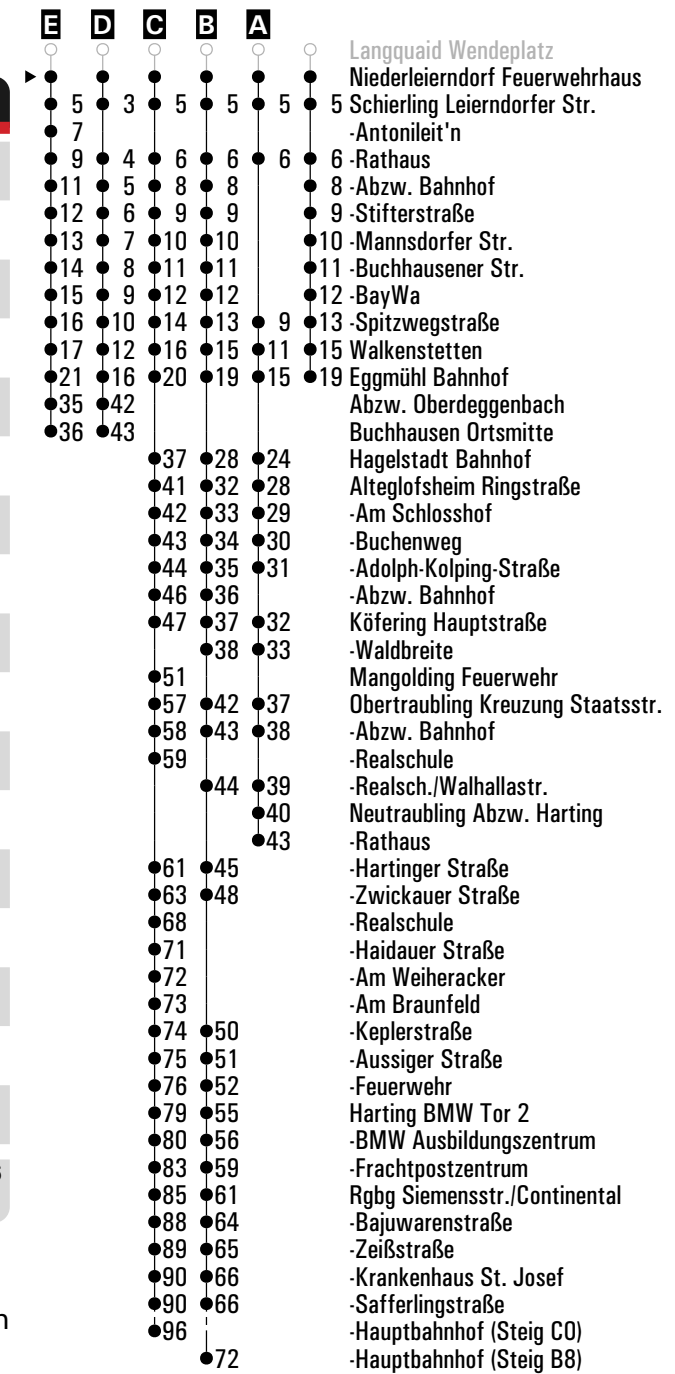 E D C B A
Langquaid Wendeplatz
Niederleierndorf Feuerwehrhaus
5 3 5 5 5 5 Schierling Leierndorfer Str.
7 -Antonileit'n
9 4 6 6 6 6 -Rathaus
11 5 8 8 8 -Abzw. Bahnhof
12 6 9 9 9 -Stifterstraße
13 7 10 10 10 -Mannsdorfer Str.
14 8 11 11 11 -Buchhausener Str.
15 9 12 12 12 -BayWa
16 10 14 13 9 13 -Spitzwegstraße
17 12 16 15 11 15 Walkenstetten
21 16 20 19 15 19 Eggmühl Bahnhof
35 42 Abzw. Oberdeggenbach
36 43 Buchhausen Ortsmitte
37 28 24 Hagelstadt Bahnhof
41 32 28 Alteglofsheim Ringstraße
42 33 29 -Am Schlosshof
43 34 30 -Buchenweg
44 35 31 -Adolph-Kolping-Straße
46 36 -Abzw. Bahnhof
47 37 32 Köfering Hauptstraße
38 33 -Waldbreite
51 Mangolding Feuerwehr
57 42 37 Obertraubling Kreuzung Staatsstr.
58 43 38 -Abzw. Bahnhof
59 -Realschule
44 39 -Realsch./Walhallastr.
40 Neutraubling Abzw. Harting
43 -Rathaus
61 45 -Hartinger Straße
63 48 -Zwickauer Straße
68 -Realschule
71 -Haidauer Straße
72 -Am Weiheracker
73 -Am Braunfeld
74 50 -Keplerstraße
75 51 -Aussiger Straße
76 52 -Feuerwehr
79 55 Harting BMW Tor 2
80 56 -BMW Ausbildungszentrum
83 59 -Frachtpostzentrum
85 61 Rgbg Siemensstr./Continental
88 64 -Bajuwarenstraße
89 65 -Zeißstraße
90 66 -Krankenhaus St. Josef
90 66 -Safferlingstraße
96 -Hauptbahnhof (Steig C0)
72 -Hauptbahnhof (Steig B8)